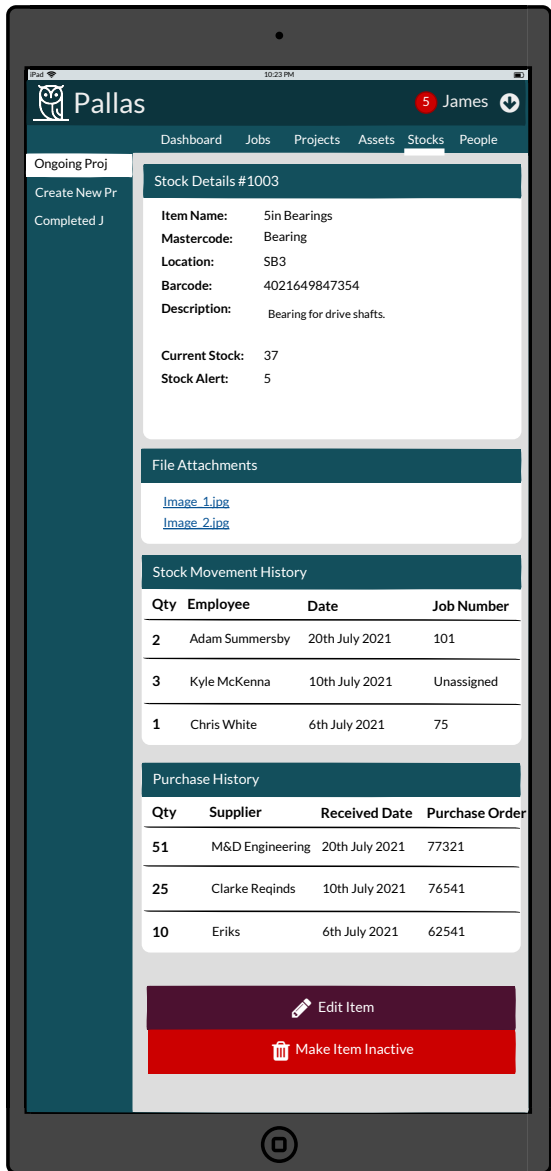 iPad 10:23 PM
Pallas 5 James
Dashboard Jobs Projects Assets Stocks People
Ongoing Proj
Create New Pr
Completed J
Stock Details #1003
Item Name: 5in Bearings
Mastercode: Bearing
Location: SB3
Barcode: 4021649847354
Description: Bearing for drive shafts.
Current Stock: 37
Stock Alert: 5
File Attachments
Image_1.jpg
Image_2.jpg
Stock Movement History
Qty Employee Date Job Number
2 Adam Summersby 20th July 2021 101
3 Kyle McKenna 10th July 2021 Unassigned
1 Chris White 6th July 2021 75
Purchase History
Qty Supplier Received Date Purchase Order
51 M&D Engineering 20th July 2021 77321
25 Clarke Reqinds 10th July 2021 76541
10 Eriks 6th July 2021 62541
Edit Item
Make Item Inactive